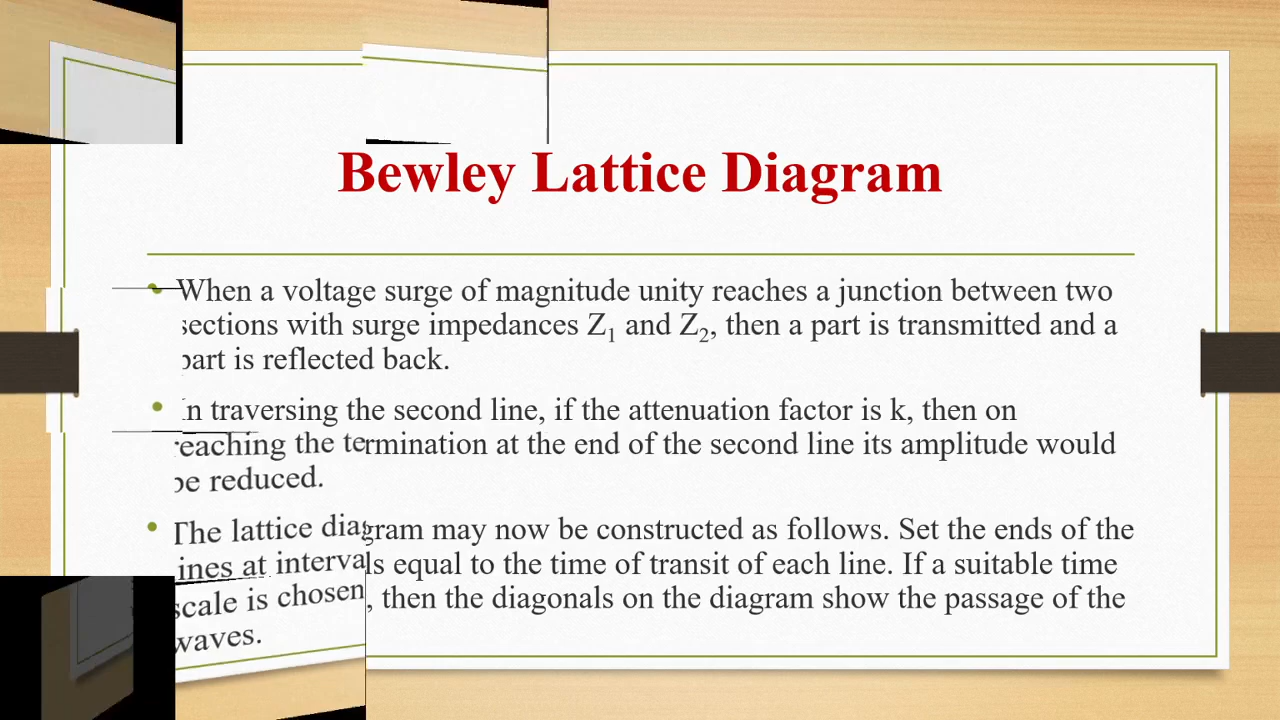 Bewley Lattice Diagram
• When a voltage surge of magnitude unity reaches a junction between two
sections with surge impedances Z₁ and Z₂, then a part is transmitted and a
part is reflected back.
• In traversing the second line, if the attenuation factor is k, then on
reaching the termination at the end of the second line its amplitude would
be reduced.
• The lattice diagram may now be constructed as follows. Set the ends of the
lines at intervals equal to the time of transit of each line. If a suitable time
scale is chosen, then the diagonals on the diagram show the passage of the
waves.